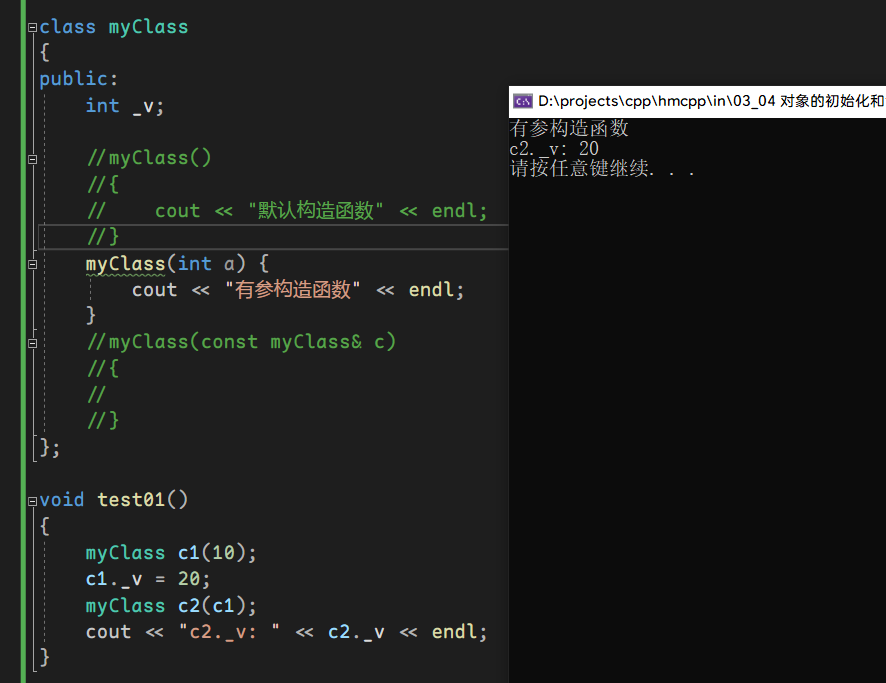 class myClass
{
public:
    int _v;
    //myClass()
    //{
    //    cout << "默认构造函数" << endl;
    //}
    myClass(int a) {
        cout << "有参构造函数" << endl;
    }
    //myClass(const myClass& c)
    //{
    //
    //}
};
void test01()
{
    myClass c1(10);
    c1._v = 20;
    myClass c2(c1);
    cout << "c2._v: " << c2._v << endl;
}
D:\projects\cpp\hmcpp\in\03_04 对象的初始化和
有参构造函数
c2._v: 20
请按任意键继续. . .